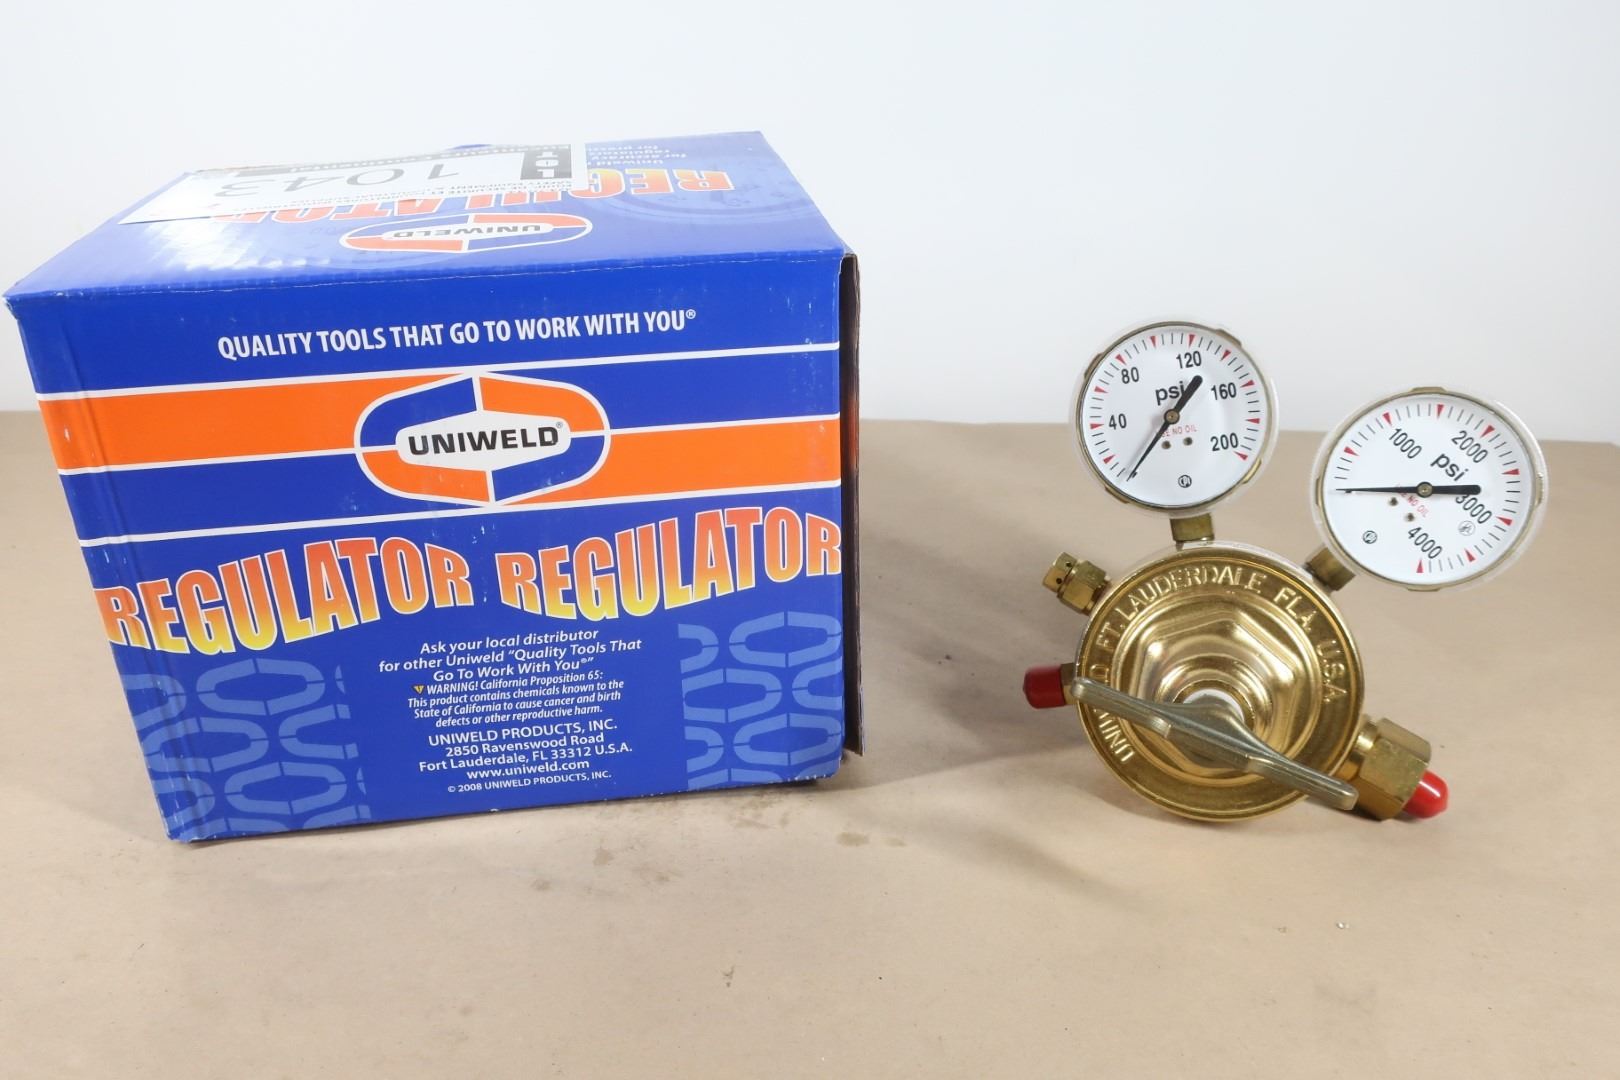 1043
LOT
REGULATOR
UNIWELD
QUALITY TOOLS THAT GO TO WORK WITH YOU®
UNIWELD®
REGULATOR REGULATOR
Ask your local distributor
for other Uniweld "Quality Tools That
Go To Work With You®"
WARNING! California Proposition 65:
This product contains chemicals known to the
State of California to cause cancer and birth
defects or other reproductive harm.
UNIWELD PRODUCTS, INC.
2850 Ravenswood Road
Fort Lauderdale, FL 33312 U.S.A.
www.uniweld.com
© 2008 UNIWELD PRODUCTS, INC.
40 80 120 160 200
psi
NO OIL
1000 2000 3000 4000
psi
NO OIL
FT. LAUDERDALE FLA. U.S.A.